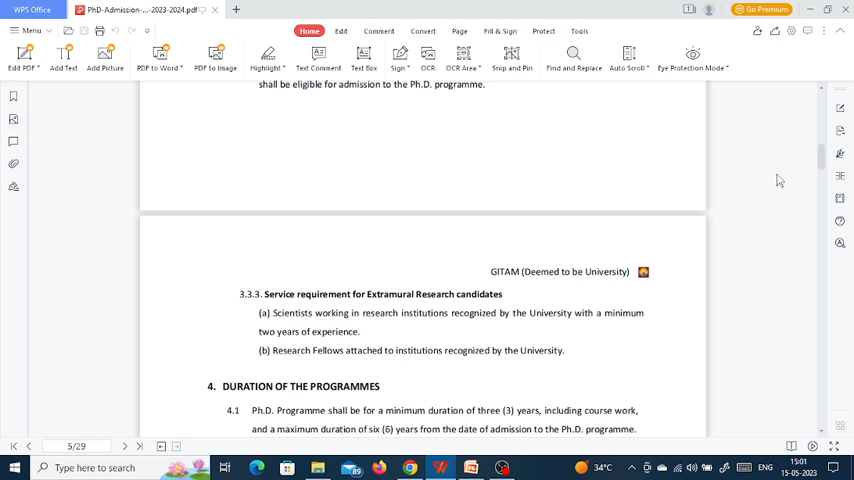 WPS Office
PhD-Admission-...-2023-2024.pdf
Go Premium
Menu
Home
Edit
Comment
Convert
Page
Fill & Sign
Protect
Tools
Edit PDF
Add Text
Add Picture
PDF to Word
PDF to Image
Highlight
Text Comment
Text Box
Sign
OCR
OCR Area
Snip and Pin
Find and Replace
Auto Scroll
Eye Protection Mode
shall be eligible for admission to the Ph.D. programme.
GITAM (Deemed to be University)
3.3.3. Service requirement for Extramural Research candidates
(a) Scientists working in research institutions recognized by the University with a minimum
two years of experience.
(b) Research Fellows attached to institutions recognized by the University.
4. DURATION OF THE PROGRAMMES
4.1 Ph.D. Programme shall be for a minimum duration of three (3) years, including course work,
and a maximum duration of six (6) years from the date of admission to the Ph.D. programme.
5/29
Type here to search
89
34°C
ENG
15:01
15-05-2023